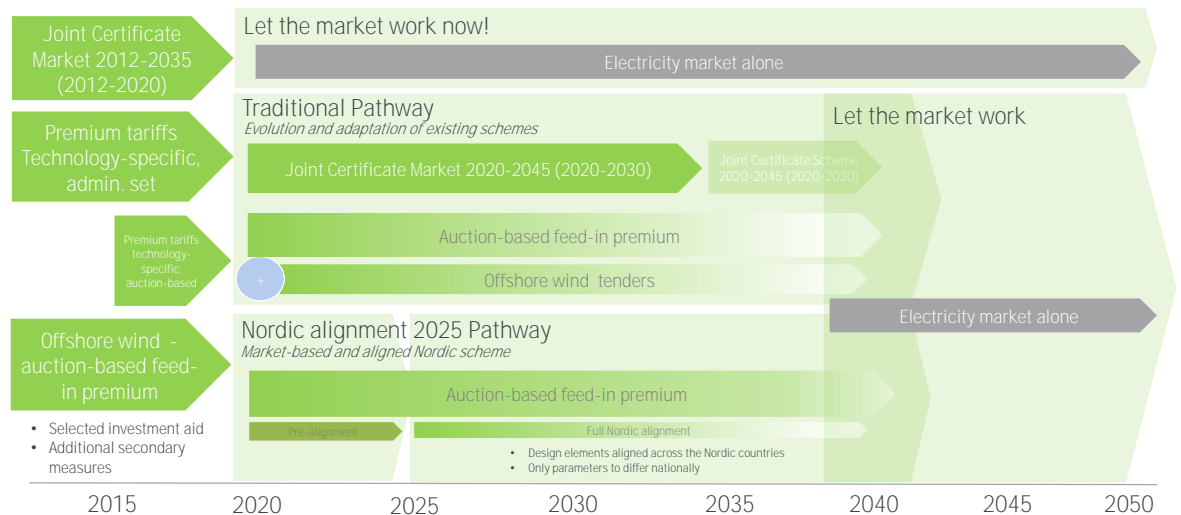 Joint Certificate
Market 2012-2035
(2012-2020)
Let the market work now!
Electricity market alone
Premium tariffs
Technology-specific,
admin. set
Traditional Pathway
Evolution and adaptation of existing schemes
Let the market work
Joint Certificate Market 2020-2045 (2020-2030)
Joint Certificate Scheme
2020-2045 (2020-2030)
Premium tariffs
technology-
specific,
auction-based
Auction-based feed-in premium
+
Offshore wind tenders
Electricity market alone
Offshore wind -
auction-based feed-
in premium
Nordic alignment 2025 Pathway
Market-based and aligned Nordic scheme
Auction-based feed-in premium
Pre-alignment
Full Nordic alignment
• Selected investment aid
• Additional secondary
measures
• Design elements aligned across the Nordic countries
• Only parameters to differ nationally
2015 2020 2025 2030 2035 2040 2045 2050